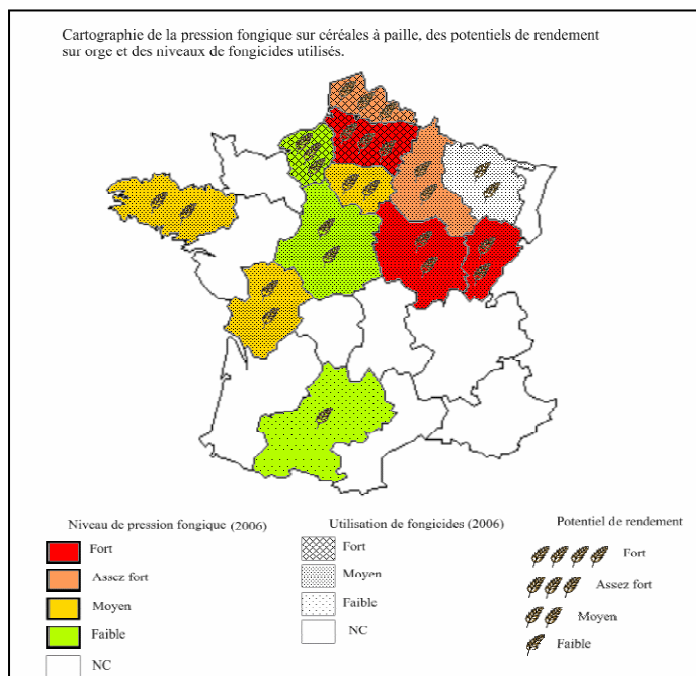 Cartographie de la pression fongique sur céréales à paille, des potentiels de rendement
sur orge et des niveaux de fongicides utilisés.
Niveau de pression fongique (2006)
Fort
Assez fort
Moyen
Faible
NC
Utilisation de fongicides (2006)
Fort
Moyen
Faible
NC
Potentiel de rendement
Fort
Assez fort
Moyen
Faible